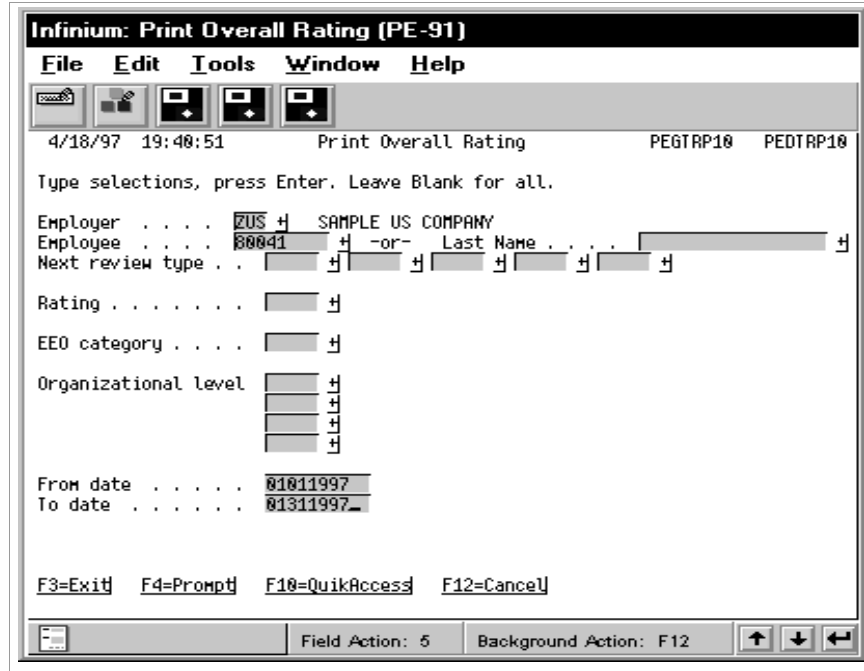 Infinium: Print Overall Rating (PE-91)
File Edit Tools Window Help
4/18/97 19:40:51 Print Overall Rating PEGTRP10 PEDTRP10
Type selections, press Enter. Leave Blank for all.
Employer . . . . ZUS + SAMPLE US COMPANY
Employee . . . . 80041 + -or- Last Name . . . . +
Next review type . . + + + + +
Rating . . . . . . . +
EEO category . . . . +
Organizational level +
+
+
+
From date . . . . . 01011997
To date . . . . . . 01311997_
F3=Exit F4=Prompt F10=QuikAccess F12=Cancel
Field Action: 5 Background Action: F12